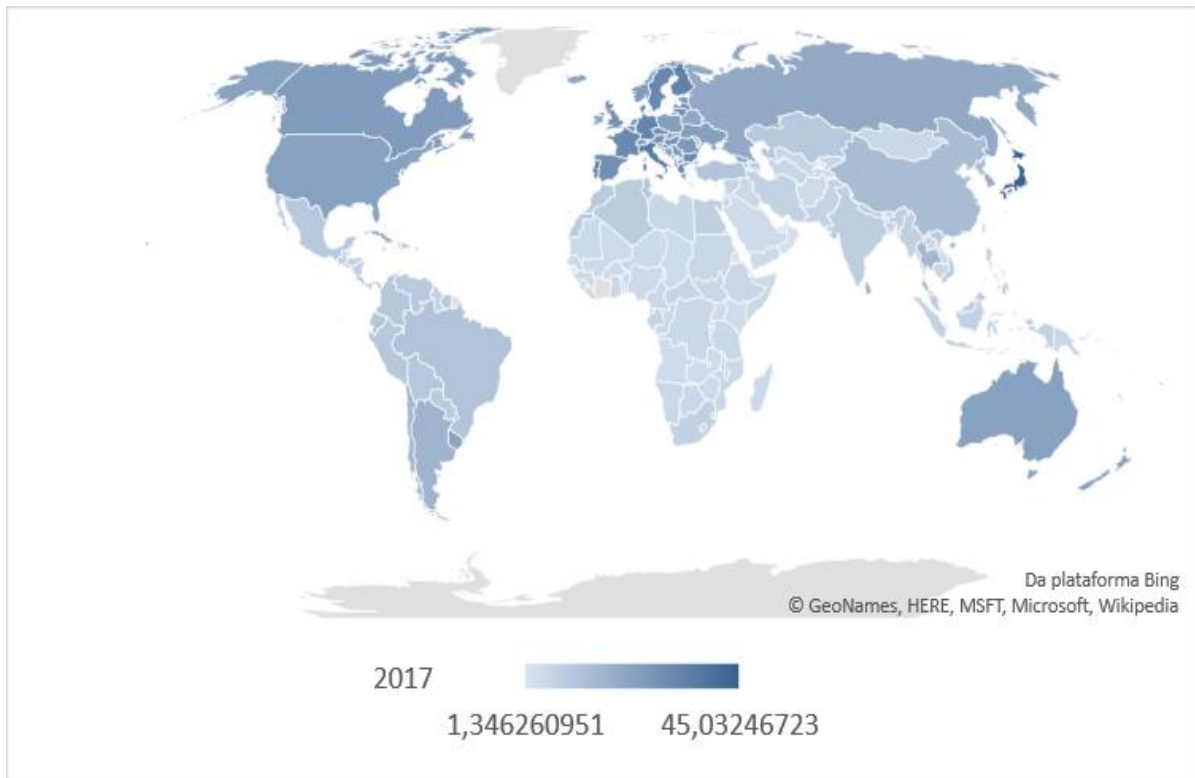 Da plataforma Bing
© GeoNames, HERE, MSFT, Microsoft, Wikipedia
2017
1,346260951 45,03246723